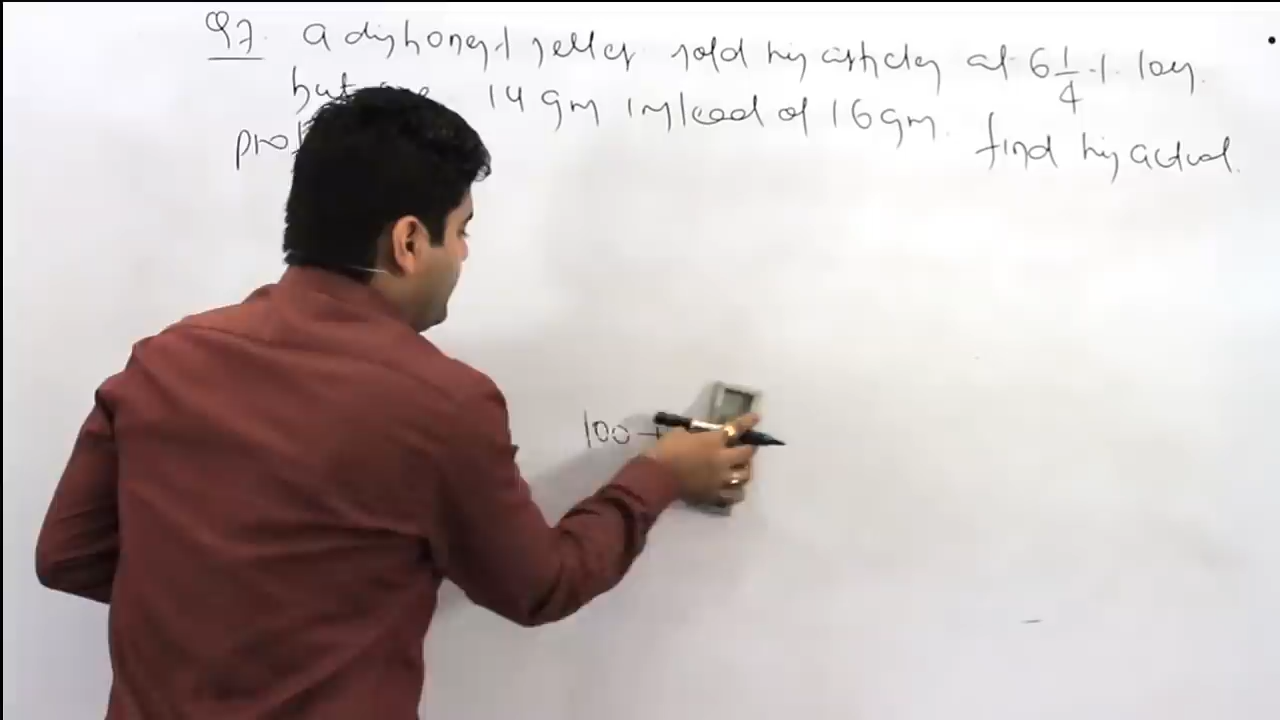 Q7. A dishonest seller sold his articles at 6 1/4 % loss.
but 14 gm instead of 16 gm. find his actual
100